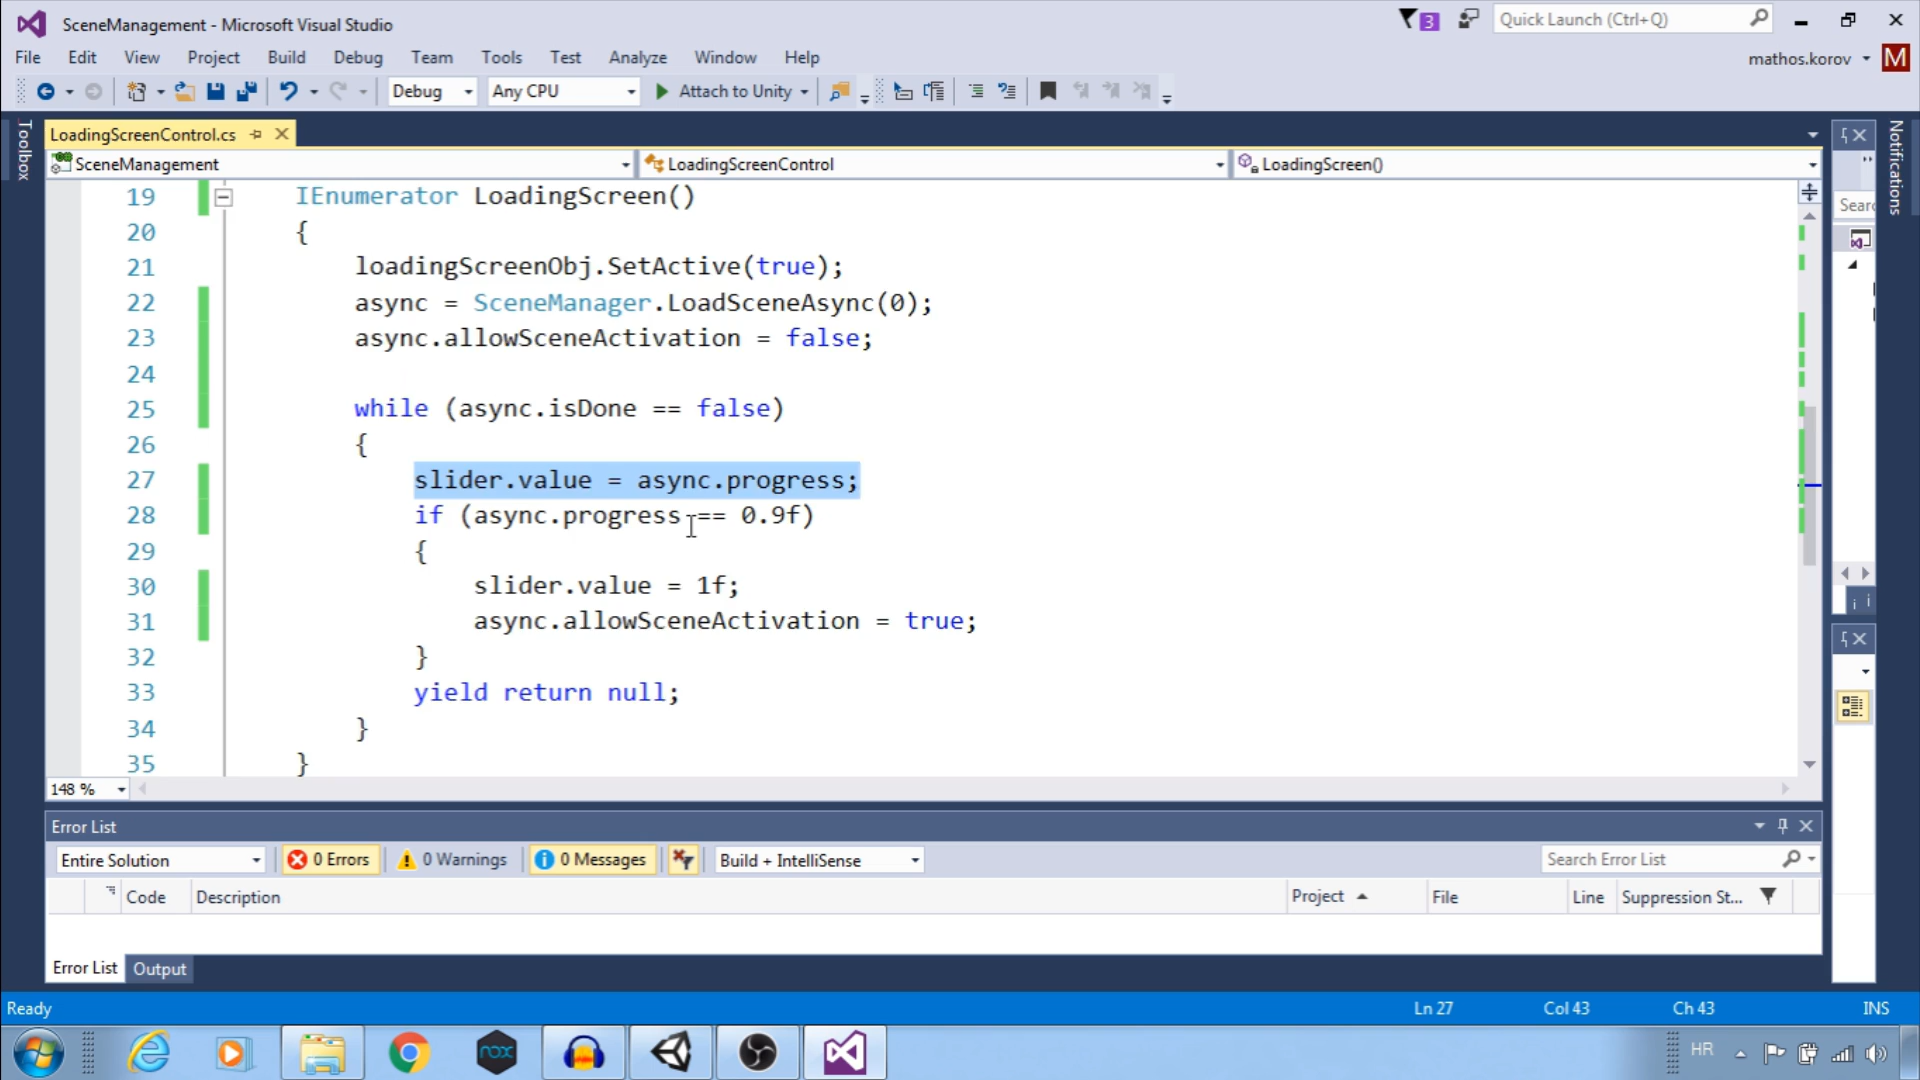 SceneManagement - Microsoft Visual Studio
3
Quick Launch (Ctrl+Q)
File Edit View Project Build Debug Team Tools Test Analyze Window Help
mathos.korov M
Debug Any CPU Attach to Unity
Toolbox
LoadingScreenControl.cs
Notifications
SceneManagement LoadingScreenControl LoadingScreen()
19 IEnumerator LoadingScreen()
20 {
21 loadingScreenObj.SetActive(true);
22 async = SceneManager.LoadSceneAsync(0);
23 async.allowSceneActivation = false;
24
25 while (async.isDone == false)
26 {
27 slider.value = async.progress;
28 if (async.progress == 0.9f)
29 {
30 slider.value = 1f;
31 async.allowSceneActivation = true;
32 }
33 yield return null;
34 }
35 }
148 %
Error List
Entire Solution 0 Errors 0 Warnings 0 Messages Build + IntelliSense Search Error List
Code Description Project File Line Suppression St...
Error List Output
Ready Ln 27 Col 43 Ch 43 INS
nox HR